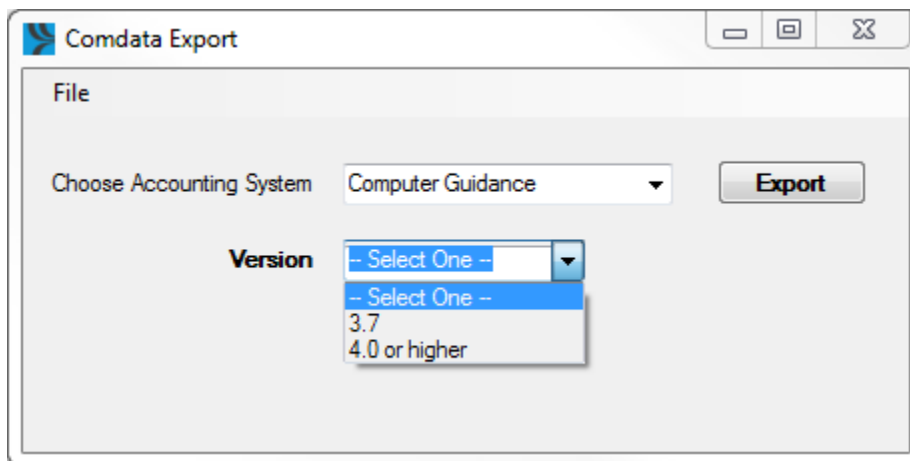 Comdata Export
File
Choose Accounting System Computer Guidance Export
Version -- Select One --
-- Select One --
3.7
4.0 or higher